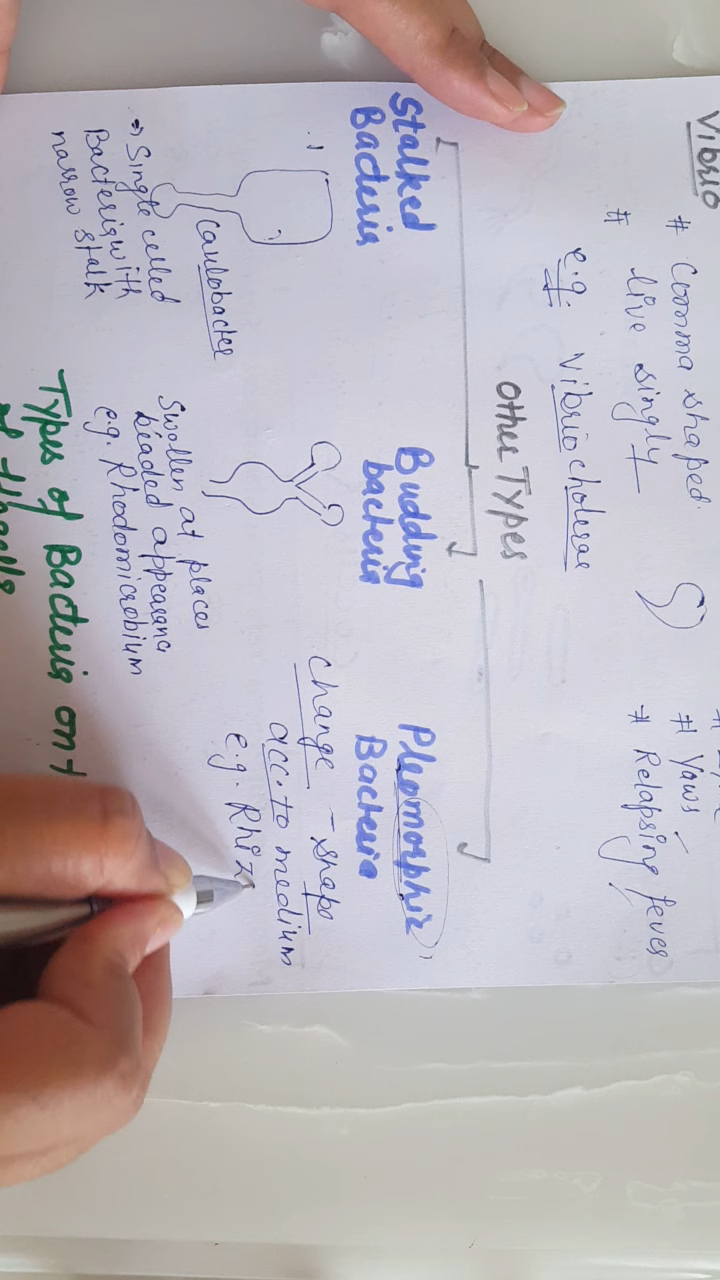 Vibrio
# Comma shaped.
live singly
#
e.g. Vibrio cholerae
# Yaws
# Relapsing fever
Other Types
Stalked
Bacteria
Caulobacter
→ Single celled
Bacteria with
narrow stalk
Budding
bacteria
Swollen at places
beaded appearance
e.g. Rhodomicrobium
Pleomorphic
Bacteria
Change - shape
acc. to medium
e.g. Rhiz
Types of Bacteria on